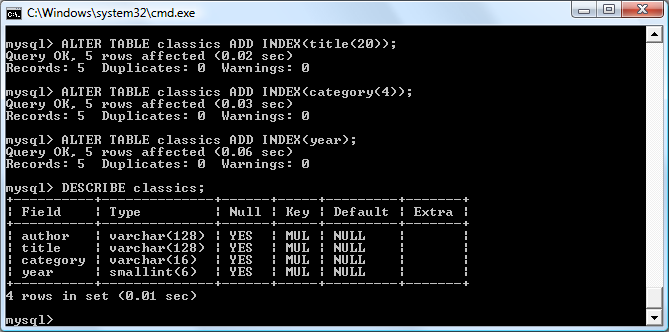 C:\Windows\system32\cmd.exe
mysql> ALTER TABLE classics ADD INDEX(title(20));
Query OK, 5 rows affected (0.02 sec)
Records: 5  Duplicates: 0  Warnings: 0
mysql> ALTER TABLE classics ADD INDEX(category(4));
Query OK, 5 rows affected (0.03 sec)
Records: 5  Duplicates: 0  Warnings: 0
mysql> ALTER TABLE classics ADD INDEX(year);
Query OK, 5 rows affected (0.06 sec)
Records: 5  Duplicates: 0  Warnings: 0
mysql> DESCRIBE classics;
+----------+--------------+------+-----+---------+-------+
| Field    | Type         | Null | Key | Default | Extra |
+----------+--------------+------+-----+---------+-------+
| author   | varchar(128) | YES  | MUL | NULL    |       |
| title    | varchar(128) | YES  | MUL | NULL    |       |
| category | varchar(16)  | YES  | MUL | NULL    |       |
| year     | smallint(6)  | YES  | MUL | NULL    |       |
+----------+--------------+------+-----+---------+-------+
4 rows in set (0.01 sec)
mysql>